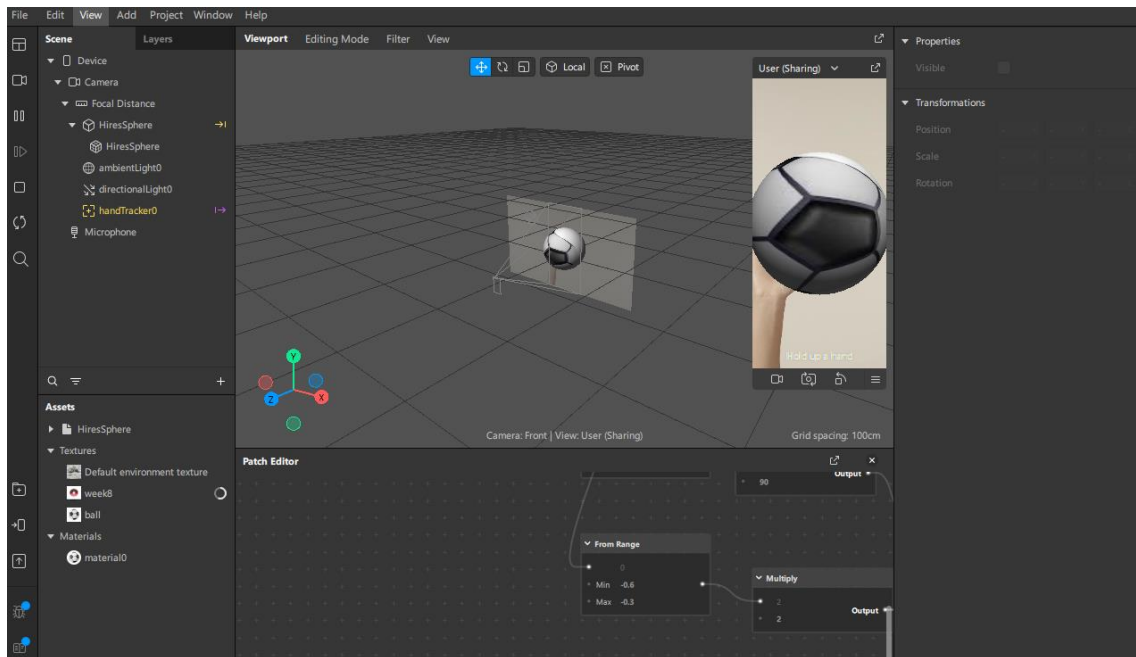 File Edit View Add Project Window Help
Scene Layers
Device
Camera
Focal Distance
HiresSphere
HiresSphere
ambientLight0
directionalLight0
handTracker0
Microphone
Assets
HiresSphere
Textures
Default environment texture
week8
ball
Materials
material0
Viewport Editing Mode Filter View
Local Pivot
User (Sharing)
Hold up a hand
Camera: Front | View: User (Sharing)
Grid spacing: 100cm
Patch Editor
Output
90
From Range
0
Min -0.6
Max -0.3
Multiply
2
Output
2
Properties
Visible
Transformations
Position
Scale
Rotation